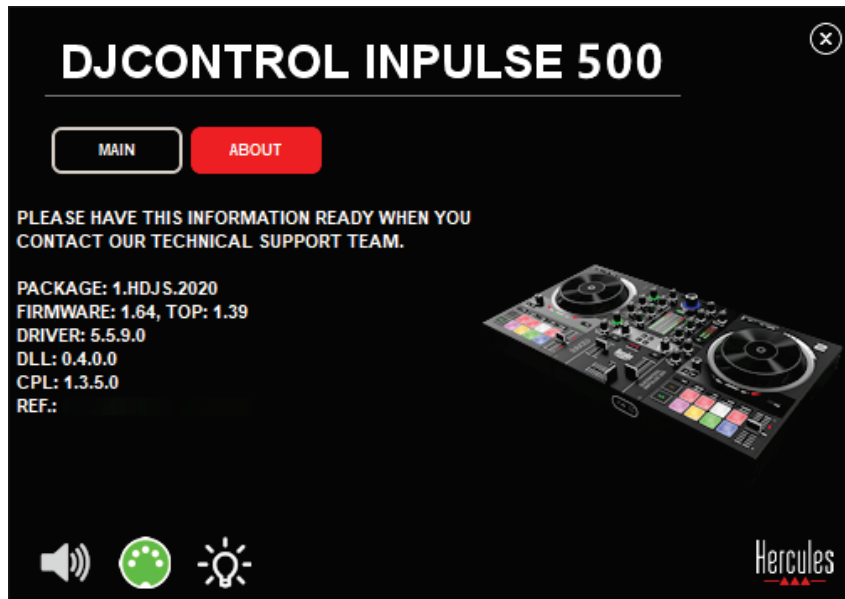 DJCONTROL INPULSE 500
MAIN
ABOUT
PLEASE HAVE THIS INFORMATION READY WHEN YOU
CONTACT OUR TECHNICAL SUPPORT TEAM.
PACKAGE: 1.HDJS.2020
FIRMWARE: 1.64, TOP: 1.39
DRIVER: 5.5.9.0
DLL: 0.4.0.0
CPL: 1.3.5.0
REF.:
Hercules